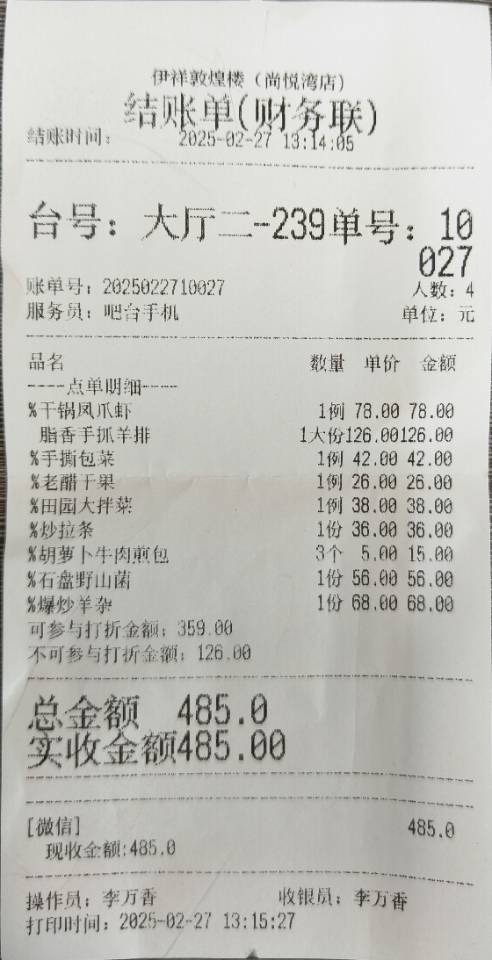 伊祥敦煌楼（尚悦湾店）
结账单(财务联)
结账时间： 2025-02-27 13:14:05
台号：大厅二-239单号：10
027
账单号：2025022710027 人数：4
服务员：吧台手机 单位：元
品名 数量 单价 金额
----点单明细----
%干锅凤爪虾 1例 78.00 78.00
脂香手抓羊排 1大份126.00126.00
%手撕包菜 1例 42.00 42.00
%老醋干果 1例 26.00 26.00
%田园大拌菜 1例 38.00 38.00
%炒拉条 1份 36.00 36.00
%胡萝卜牛肉煎包 3个 5.00 15.00
%石盘野山菌 1份 56.00 56.00
%爆炒羊杂 1份 68.00 68.00
可参与打折金额：359.00
不可参与打折金额：126.00
总金额 485.0
实收金额485.00
[微信] 485.0
现收金额:485.0
操作员：李万香 收银员：李万香
打印时间：2025-02-27 13:15:27